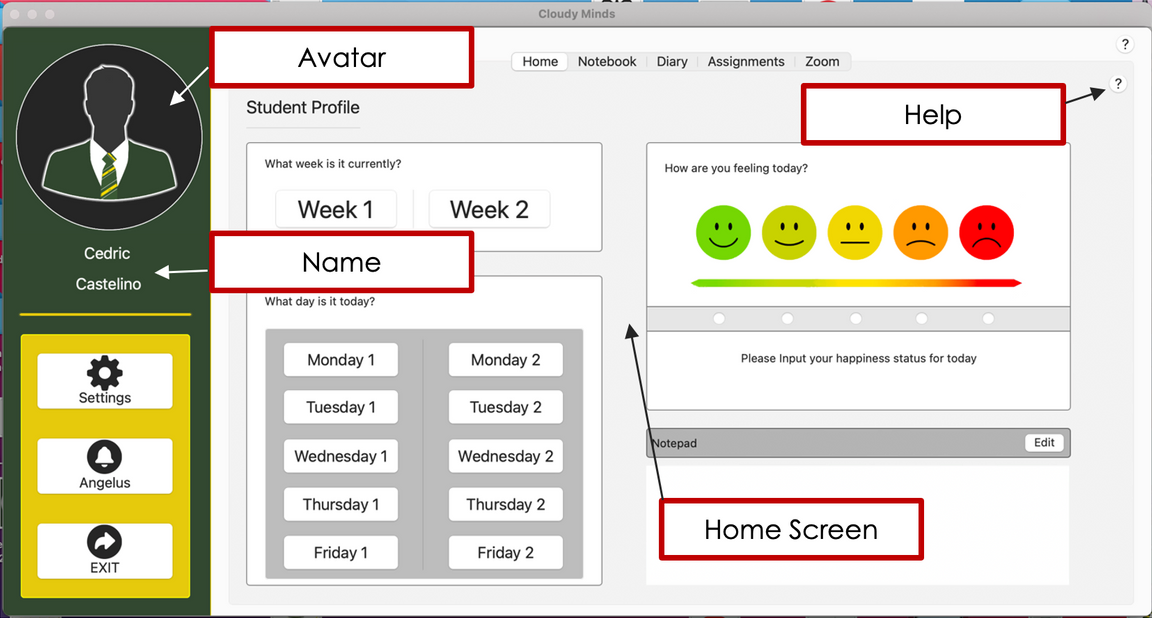 Cloudy Minds
Avatar
?
Home Notebook Diary Assignments Zoom
?
Help
Student Profile
What week is it currently?
Week 1 Week 2
How are you feeling today?
Cedric
Castelino
Name
What day is it today?
Monday 1 Monday 2
Tuesday 1 Tuesday 2
Wednesday 1 Wednesday 2
Thursday 1 Thursday 2
Friday 1 Friday 2
Please Input your happiness status for today
Notepad Edit
Home Screen
Settings
Angelus
EXIT